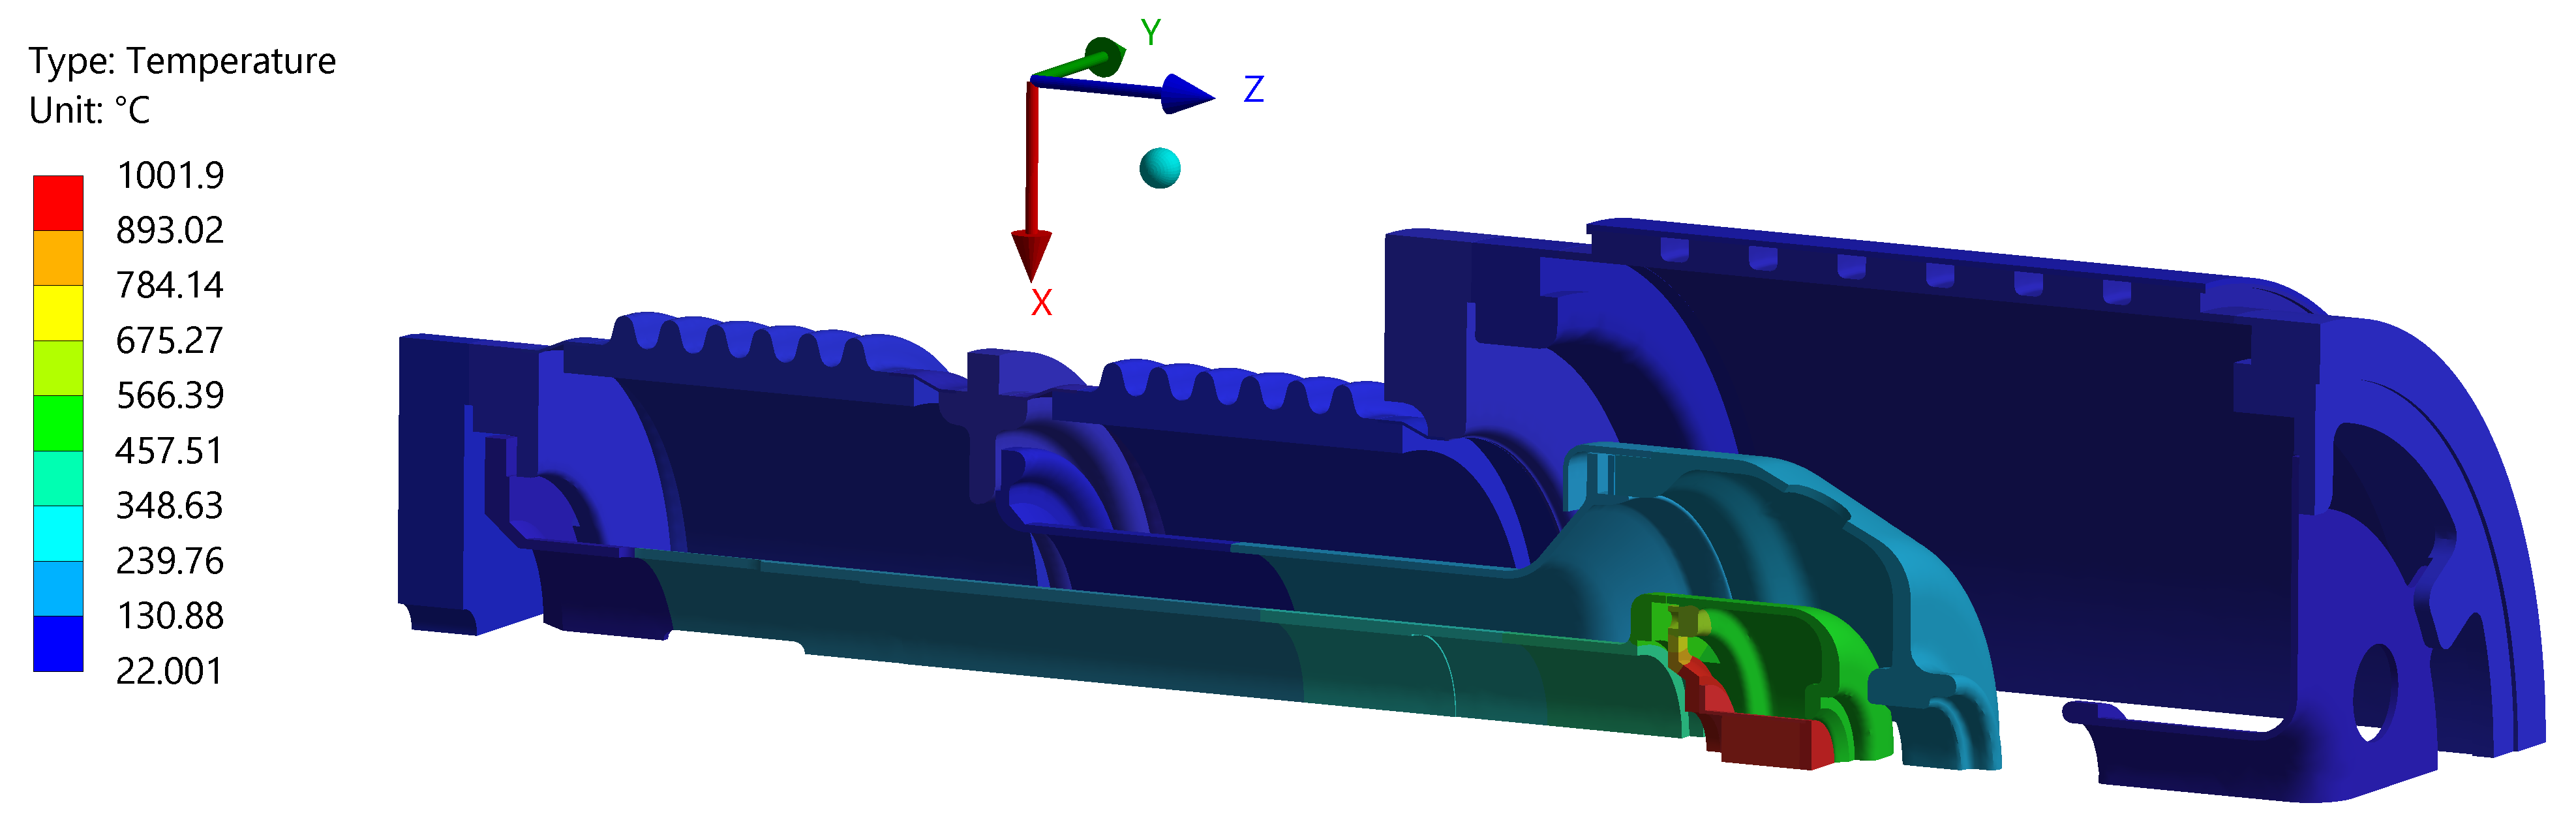 Type: Temperature
Unit: °C
1001.9
893.02
784.14
675.27
566.39
457.51
348.63
239.76
130.88
22.001
Y
Z
X